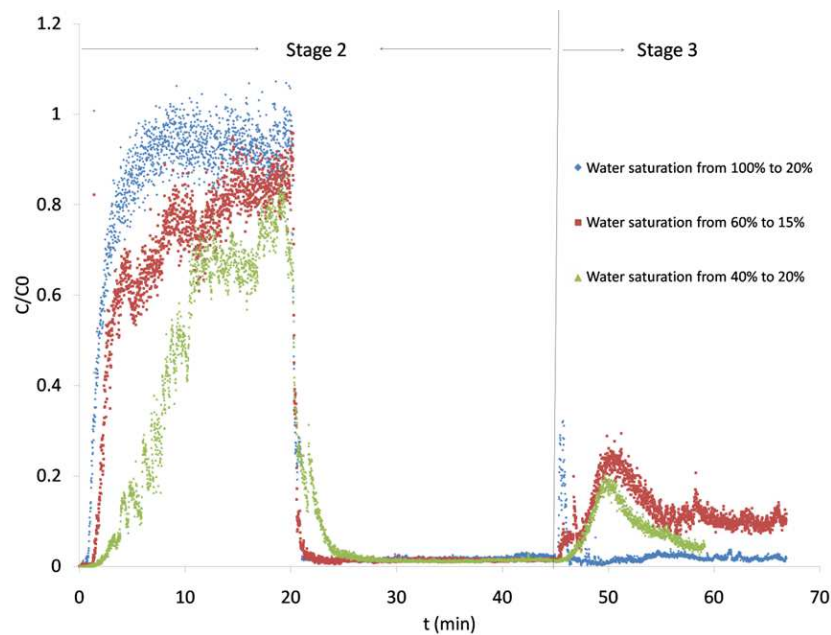 1.2
Stage 2
Stage 3
1
0.8
0.6
0.4
0.2
0
C/C0
Water saturation from 100% to 20%
Water saturation from 60% to 15%
Water saturation from 40% to 20%
0 10 20 30 40 50 60 70
t (min)